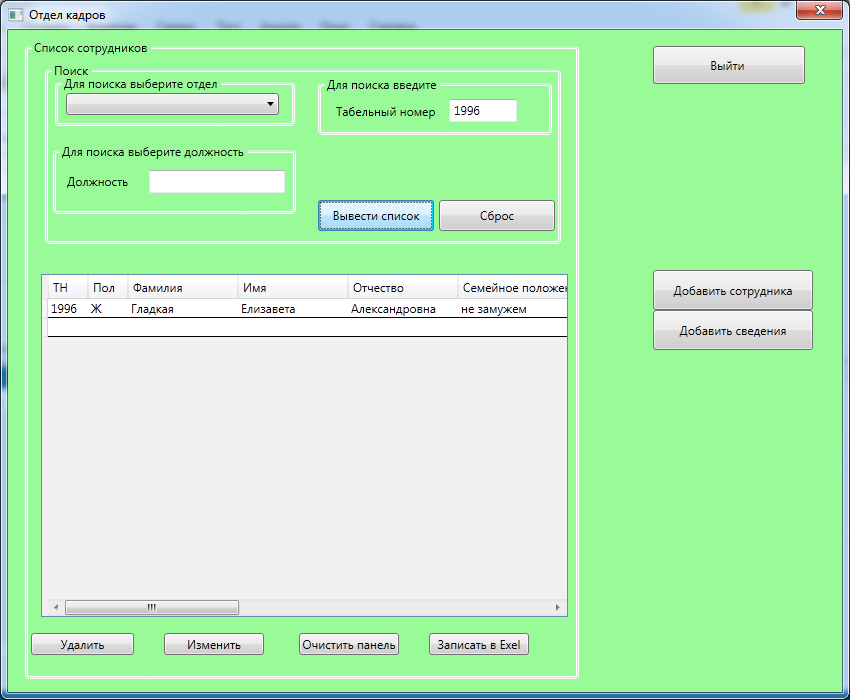 Отдел кадров
Список сотрудников
Выйти
Поиск
Для поиска выберите отдел
Для поиска введите
Табельный номер 1996
Для поиска выберите должность
Должность
Вывести список Сброс
ТН Пол Фамилия Имя Отчество Семейное положен
1996 Ж Гладкая Елизавета Александровна не замужем
Добавить сотрудника
Добавить сведения
Удалить Изменить Очистить панель Записать в Exel